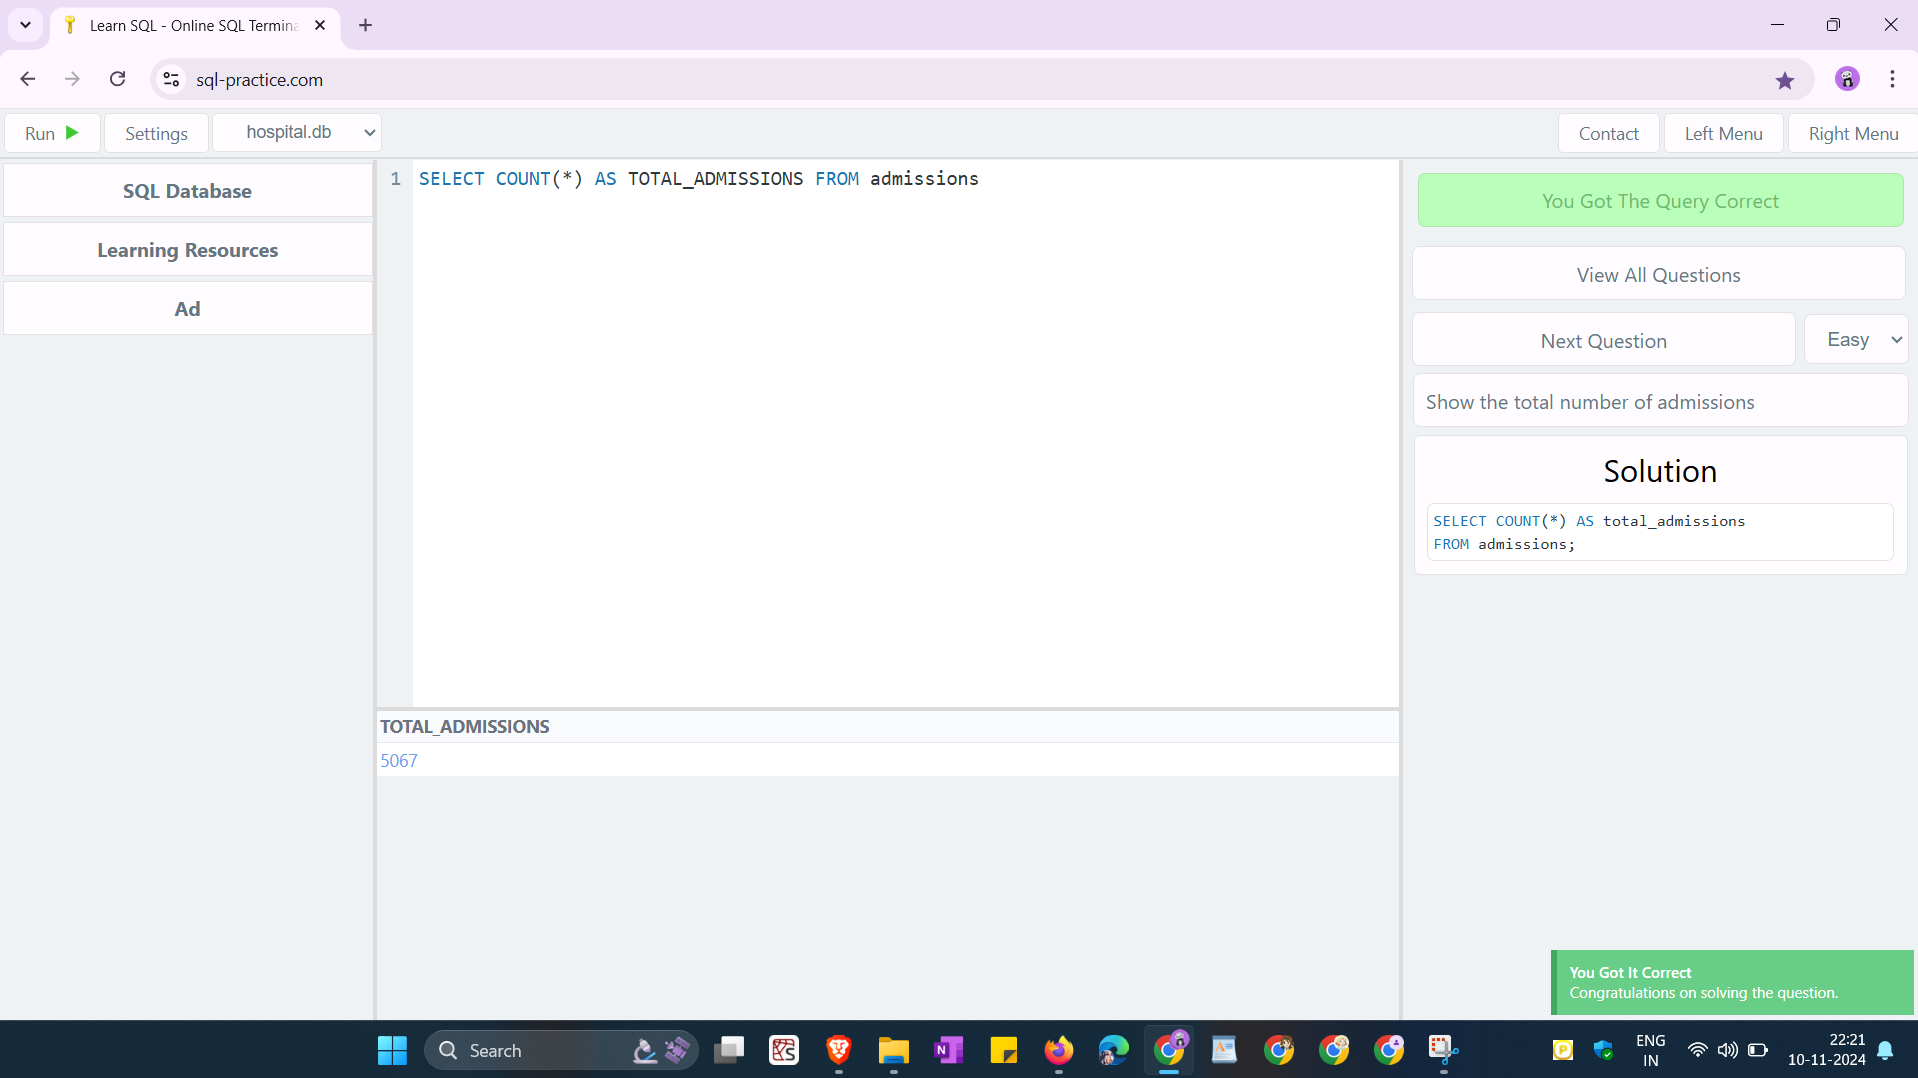 Learn SQL - Online SQL Termina
sql-practice.com
Run
Settings
hospital.db
Contact
Left Menu
Right Menu
SQL Database
Learning Resources
Ad
1 SELECT COUNT(*) AS TOTAL_ADMISSIONS FROM admissions
You Got The Query Correct
View All Questions
Next Question
Easy
Show the total number of admissions
Solution
SELECT COUNT(*) AS total_admissions
FROM admissions;
TOTAL_ADMISSIONS
5067
You Got It Correct
Congratulations on solving the question.
Search
ENG
IN
22:21
10-11-2024